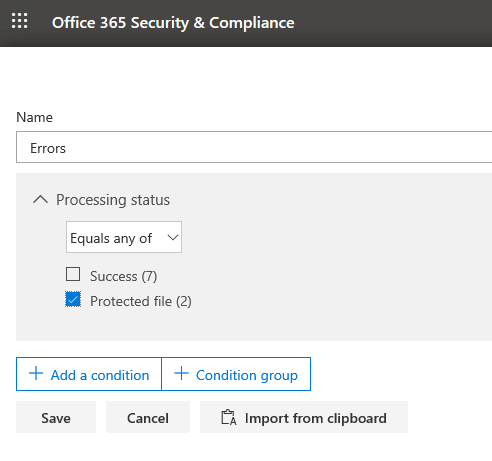 Office 365 Security & Compliance
Name
Errors
Processing status
Equals any of
Success (7)
Protected file (2)
+ Add a condition + Condition group
Save Cancel Import from clipboard